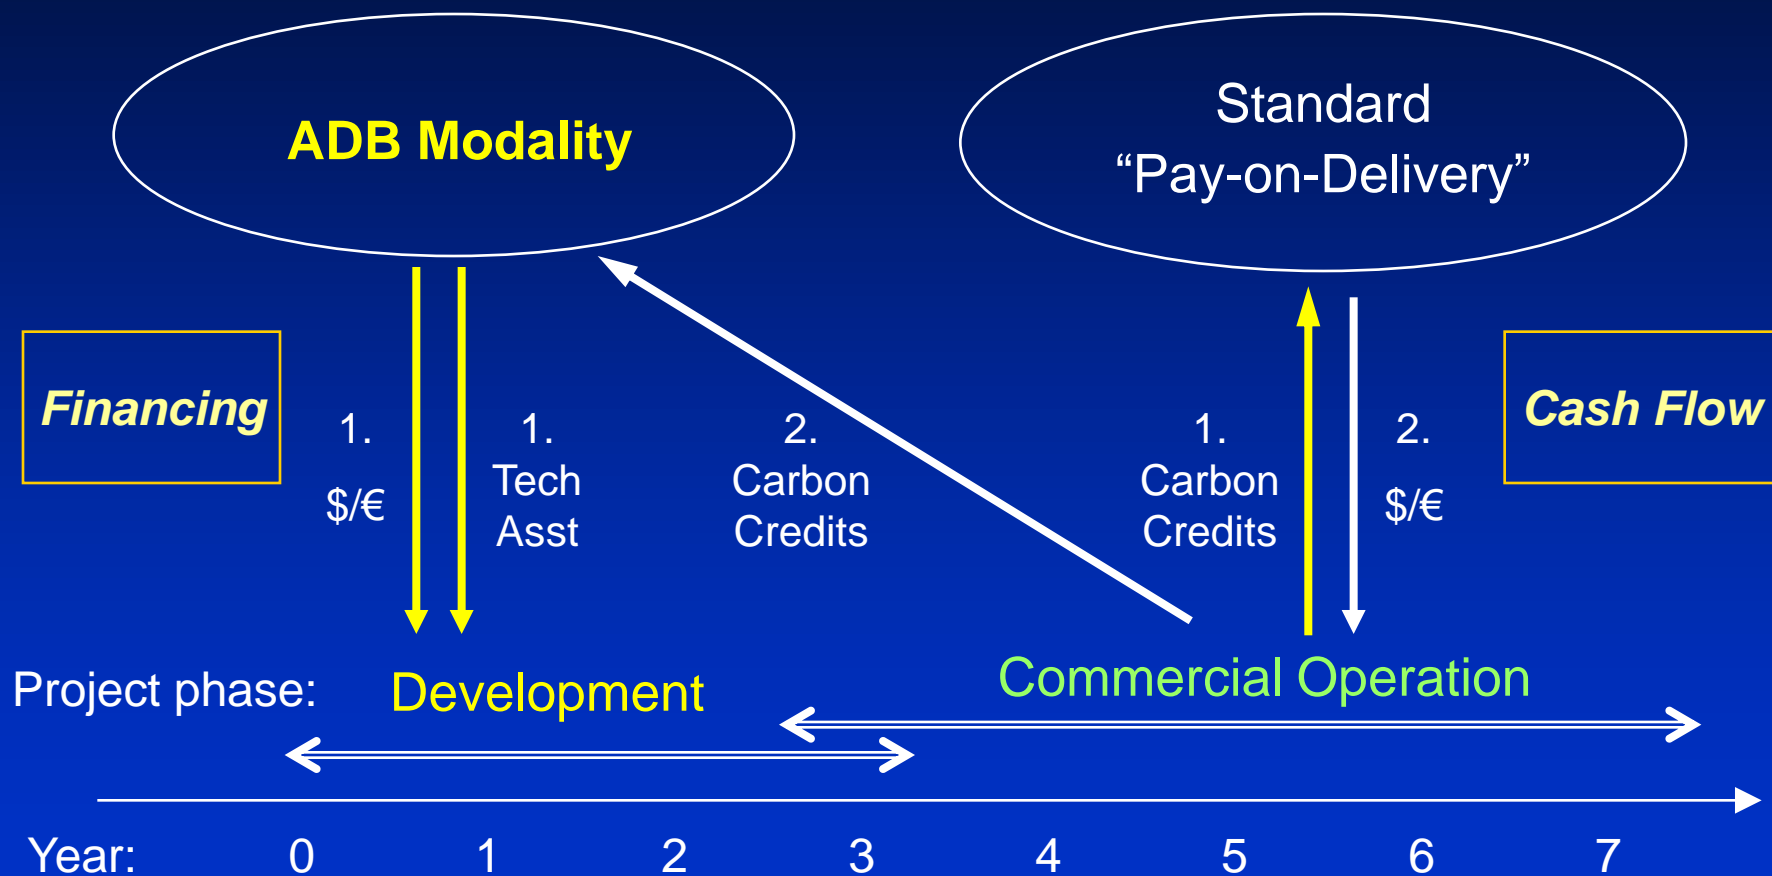 ADB Modality
Standard
“Pay-on-Delivery”
Financing
1.
$/€
1.
Tech
Asst
2.
Carbon
Credits
1.
Carbon
Credits
2.
$/€
Cash Flow
Project phase:
Development
Commercial Operation
Year: 0 1 2 3 4 5 6 7